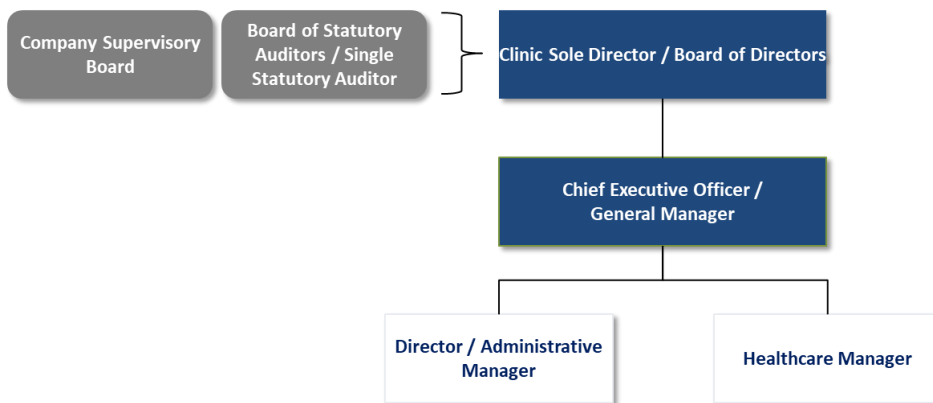 Company Supervisory
Board
Board of Statutory
Auditors / Single
Statutory Auditor
Clinic Sole Director / Board of Directors
Chief Executive Officer /
General Manager
Director / Administrative
Manager
Healthcare Manager